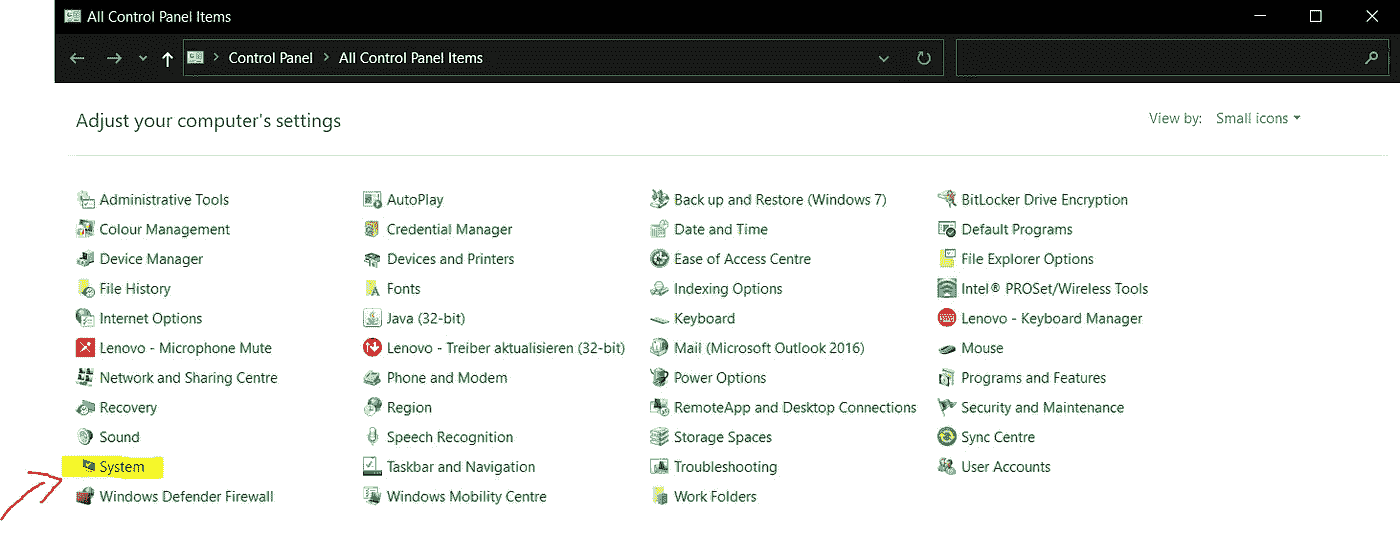 All Control Panel Items
Control Panel All Control Panel Items
Adjust your computer's settings
View by: Small icons
Administrative Tools AutoPlay Back up and Restore (Windows 7) BitLocker Drive Encryption
Colour Management Credential Manager Date and Time Default Programs
Device Manager Devices and Printers Ease of Access Centre File Explorer Options
File History Fonts Indexing Options Intel® PROSet/Wireless Tools
Internet Options Java (32-bit) Keyboard Lenovo - Keyboard Manager
Lenovo - Microphone Mute Lenovo - Treiber aktualisieren (32-bit) Mail (Microsoft Outlook 2016) Mouse
Network and Sharing Centre Phone and Modem Power Options Programs and Features
Recovery Region RemoteApp and Desktop Connections Security and Maintenance
Sound Speech Recognition Storage Spaces Sync Centre
System Taskbar and Navigation Troubleshooting User Accounts
Windows Defender Firewall Windows Mobility Centre Work Folders